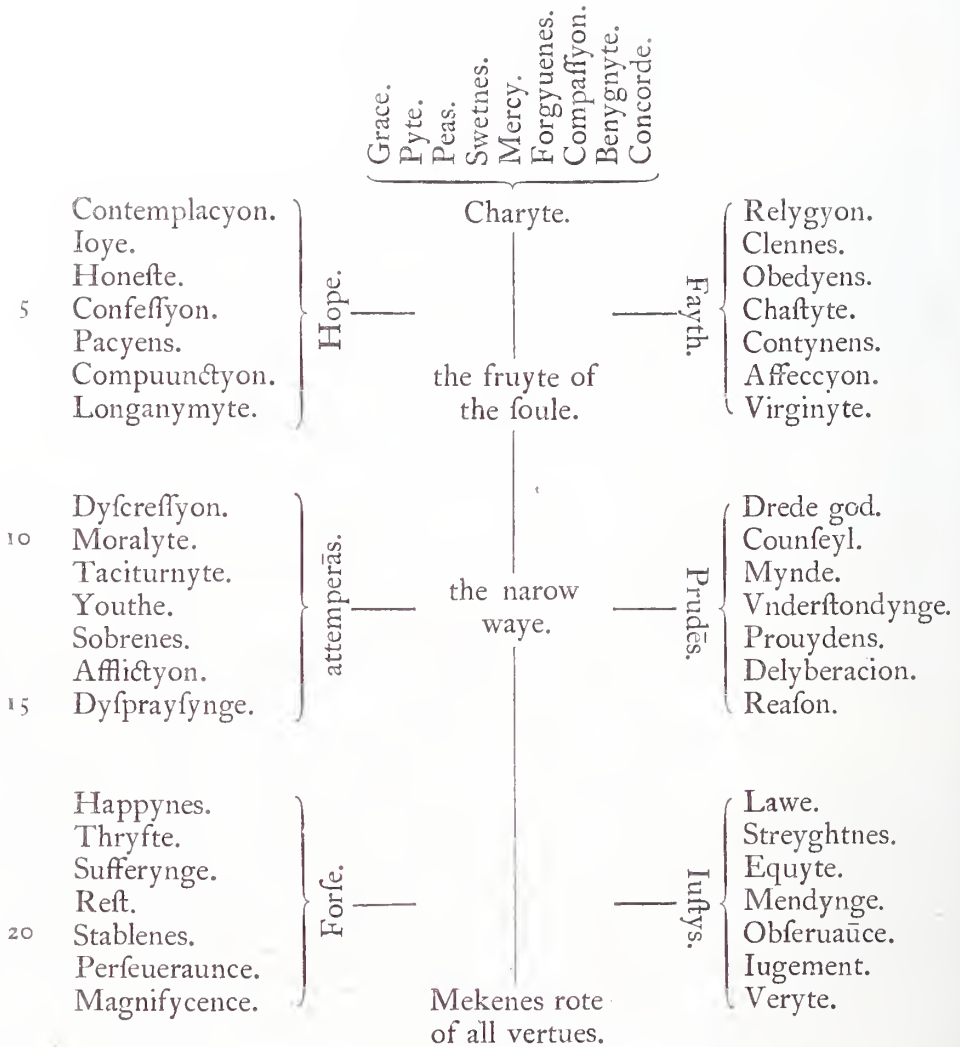 Grace.
Pyte.
Peas.
Swetnes.
Mercy.
Forgyuenes.
Compaſſyon.
Benygnyte.
Concorde.
Charyte.
Contemplacyon.
Ioye.
Honeſte.
5 Confeſſyon.
Pacyens.
Compuunctyon.
Longanymyte.
Hope.
the fruyte of
the ſoule.
Fayth.
Relygyon.
Clennes.
Obedyens.
Chaſtyte.
Contynens.
Affeccyon.
Virginyte.
Dyſcreſſyon.
10 Moralyte.
Taciturnyte.
Youthe.
Sobrenes.
Afflictyon.
15 Dyſprayſynge.
attemperās.
the narow
waye.
Prudēs.
Drede god.
Counſeyl.
Mynde.
Vnderſtondynge.
Prouydens.
Delyberacion.
Reaſon.
Happynes.
Thryfte.
Sufferynge.
Reſt.
20 Stablenes.
Perſeueraunce.
Magnifycence.
Forſe.
Iuſtys.
Lawe.
Streyghtnes.
Equyte.
Mendynge.
Obſeruaūce.
Iugement.
Veryte.
Mekenes rote
of all vertues.